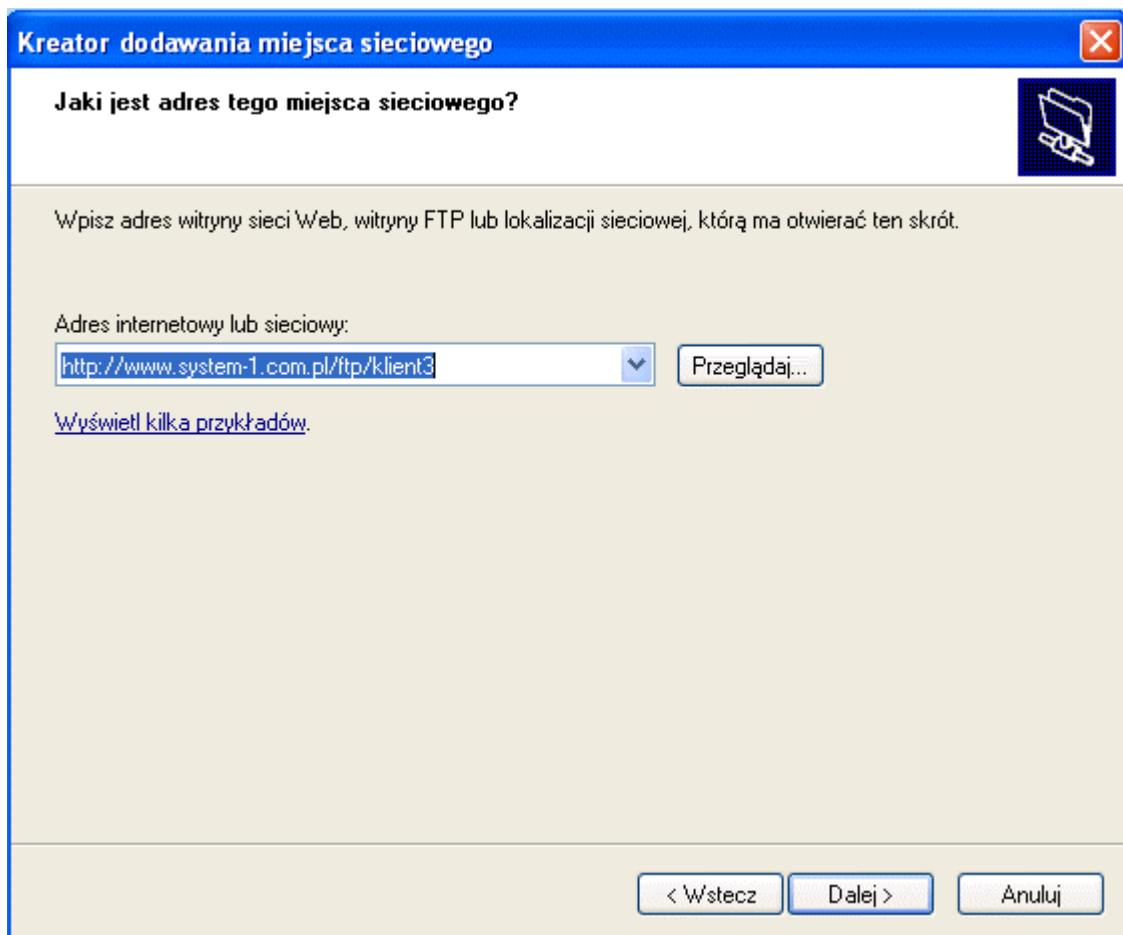 Kreator dodawania miejsca sieciowego
Jaki jest adres tego miejsca sieciowego?
Wpisz adres witryny sieci Web, witryny FTP lub lokalizacji sieciowej, którą ma otwierać ten skrót.
Adres internetowy lub sieciowy:
http://www.system-1.com.pl/ftp/klient3
Przeglądaj...
Wyświetl kilka przykładów.
< Wstecz
Dalej >
Anuluj